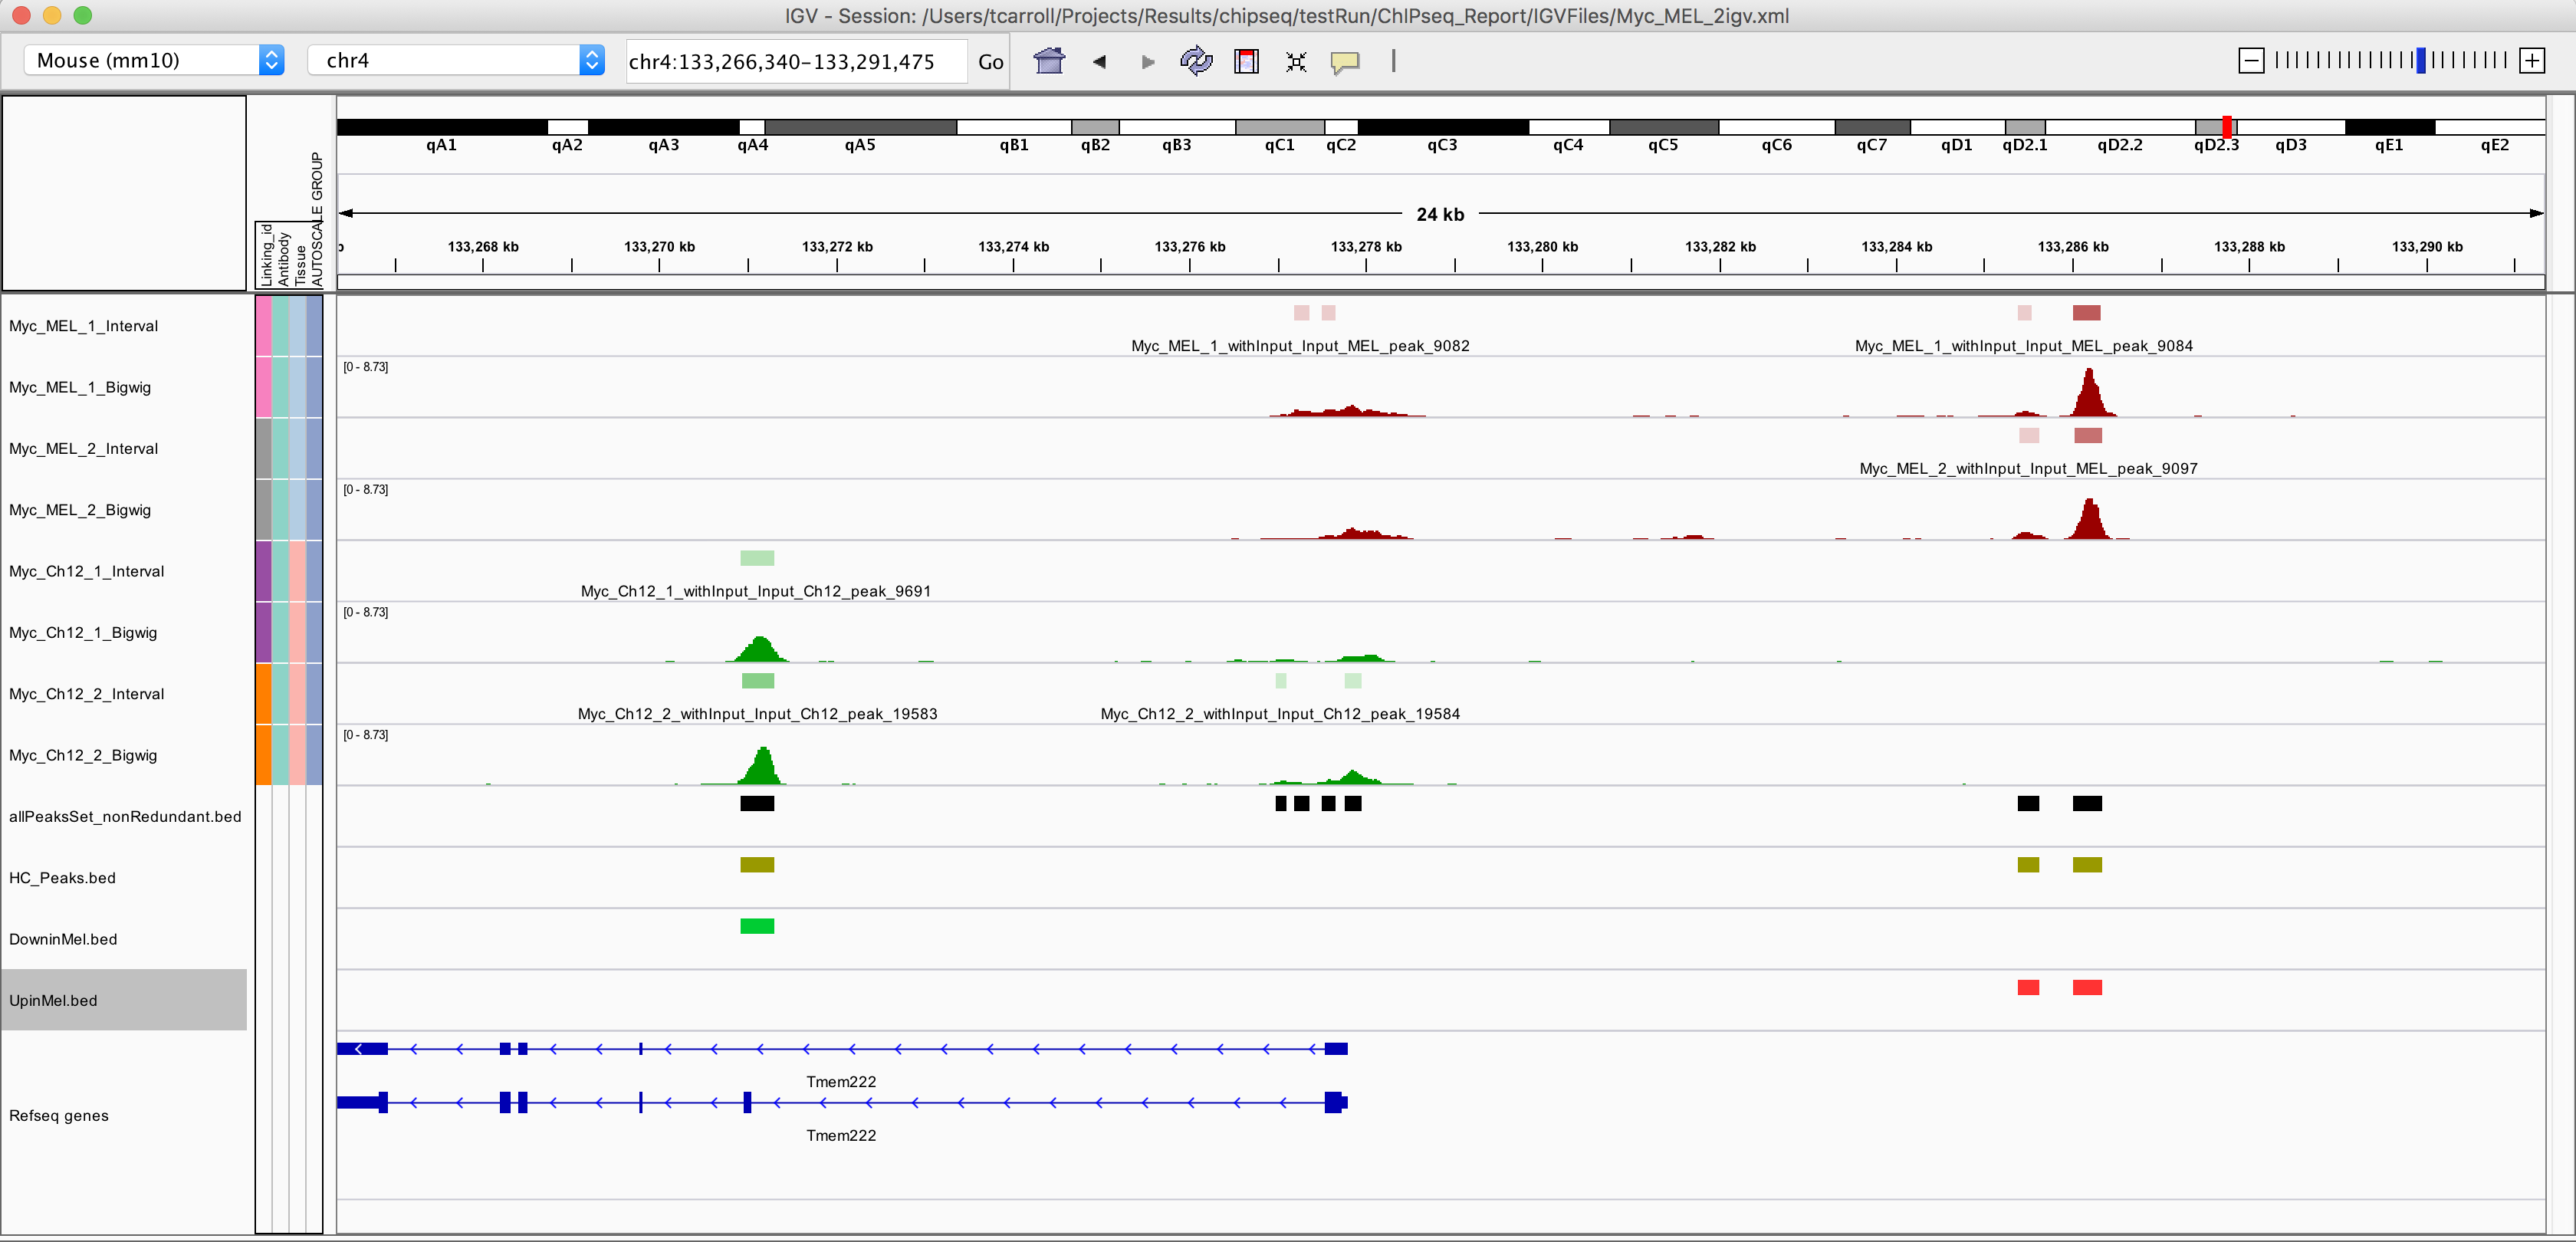 IGV - Session: /Users/tcarroll/Projects/Results/chipseq/testRun/ChIPseq_Report/IGVFiles/Myc_MEL_2igv.xml
Mouse (mm10) chr4 chr4:133,266,340-133,291,475 Go
qA1 qA2 qA3 qA4 qA5 qB1 qB2 qB3 qC1 qC2 qC3 qC4 qC5 qC6 qC7 qD1 qD2.1 qD2.2 qD2.3 qD3 qE1 qE2
24 kb
133,268 kb 133,270 kb 133,272 kb 133,274 kb 133,276 kb 133,278 kb 133,280 kb 133,282 kb 133,284 kb 133,286 kb 133,288 kb 133,290 kb
Linking_id
Antibody
Tissue
AUTOSCALE GROUP
Myc_MEL_1_Interval
Myc_MEL_1_withInput_Input_MEL_peak_9082 Myc_MEL_1_withInput_Input_MEL_peak_9084
[0 - 8.73]
Myc_MEL_1_Bigwig
Myc_MEL_2_Interval
Myc_MEL_2_withInput_Input_MEL_peak_9097
[0 - 8.73]
Myc_MEL_2_Bigwig
Myc_Ch12_1_Interval
Myc_Ch12_1_withInput_Input_Ch12_peak_9691
[0 - 8.73]
Myc_Ch12_1_Bigwig
Myc_Ch12_2_Interval
Myc_Ch12_2_withInput_Input_Ch12_peak_19583 Myc_Ch12_2_withInput_Input_Ch12_peak_19584
[0 - 8.73]
Myc_Ch12_2_Bigwig
allPeaksSet_nonRedundant.bed
HC_Peaks.bed
DowninMel.bed
UpinMel.bed
Tmem222
Refseq genes
Tmem222